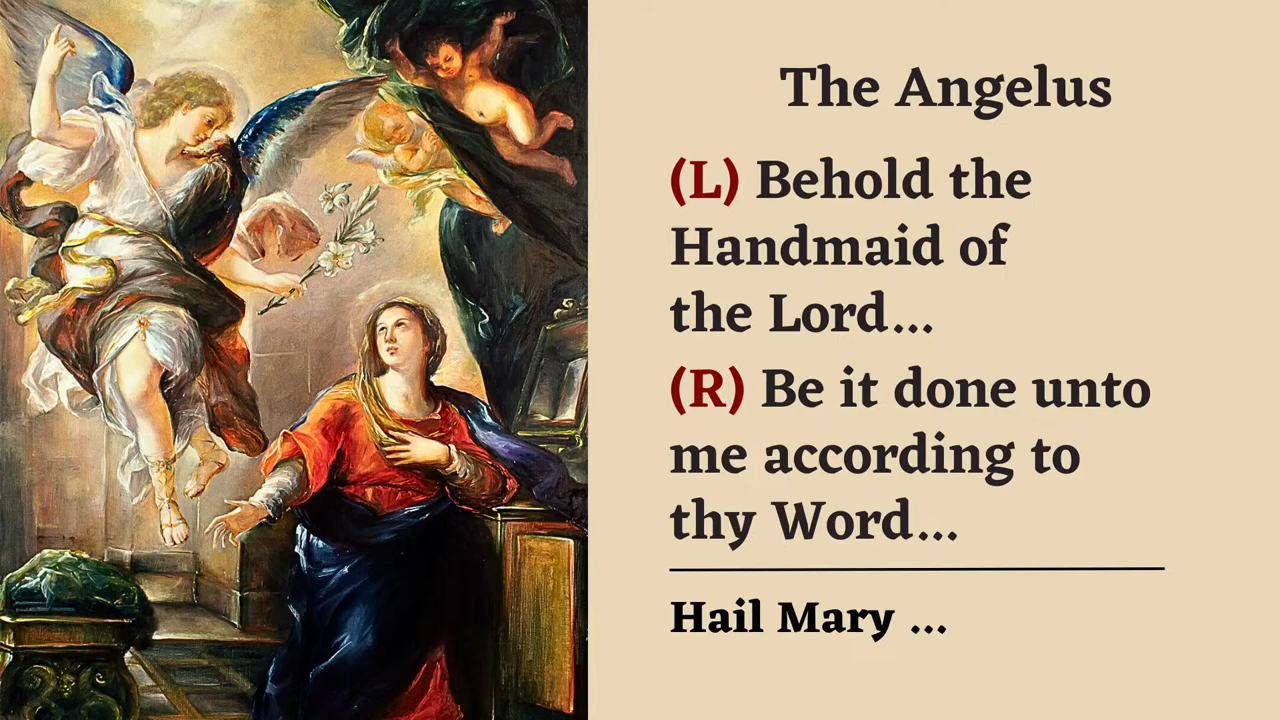 The Angelus
(L) Behold the
Handmaid of
the Lord...
(R) Be it done unto
me according to
thy Word...
Hail Mary ...